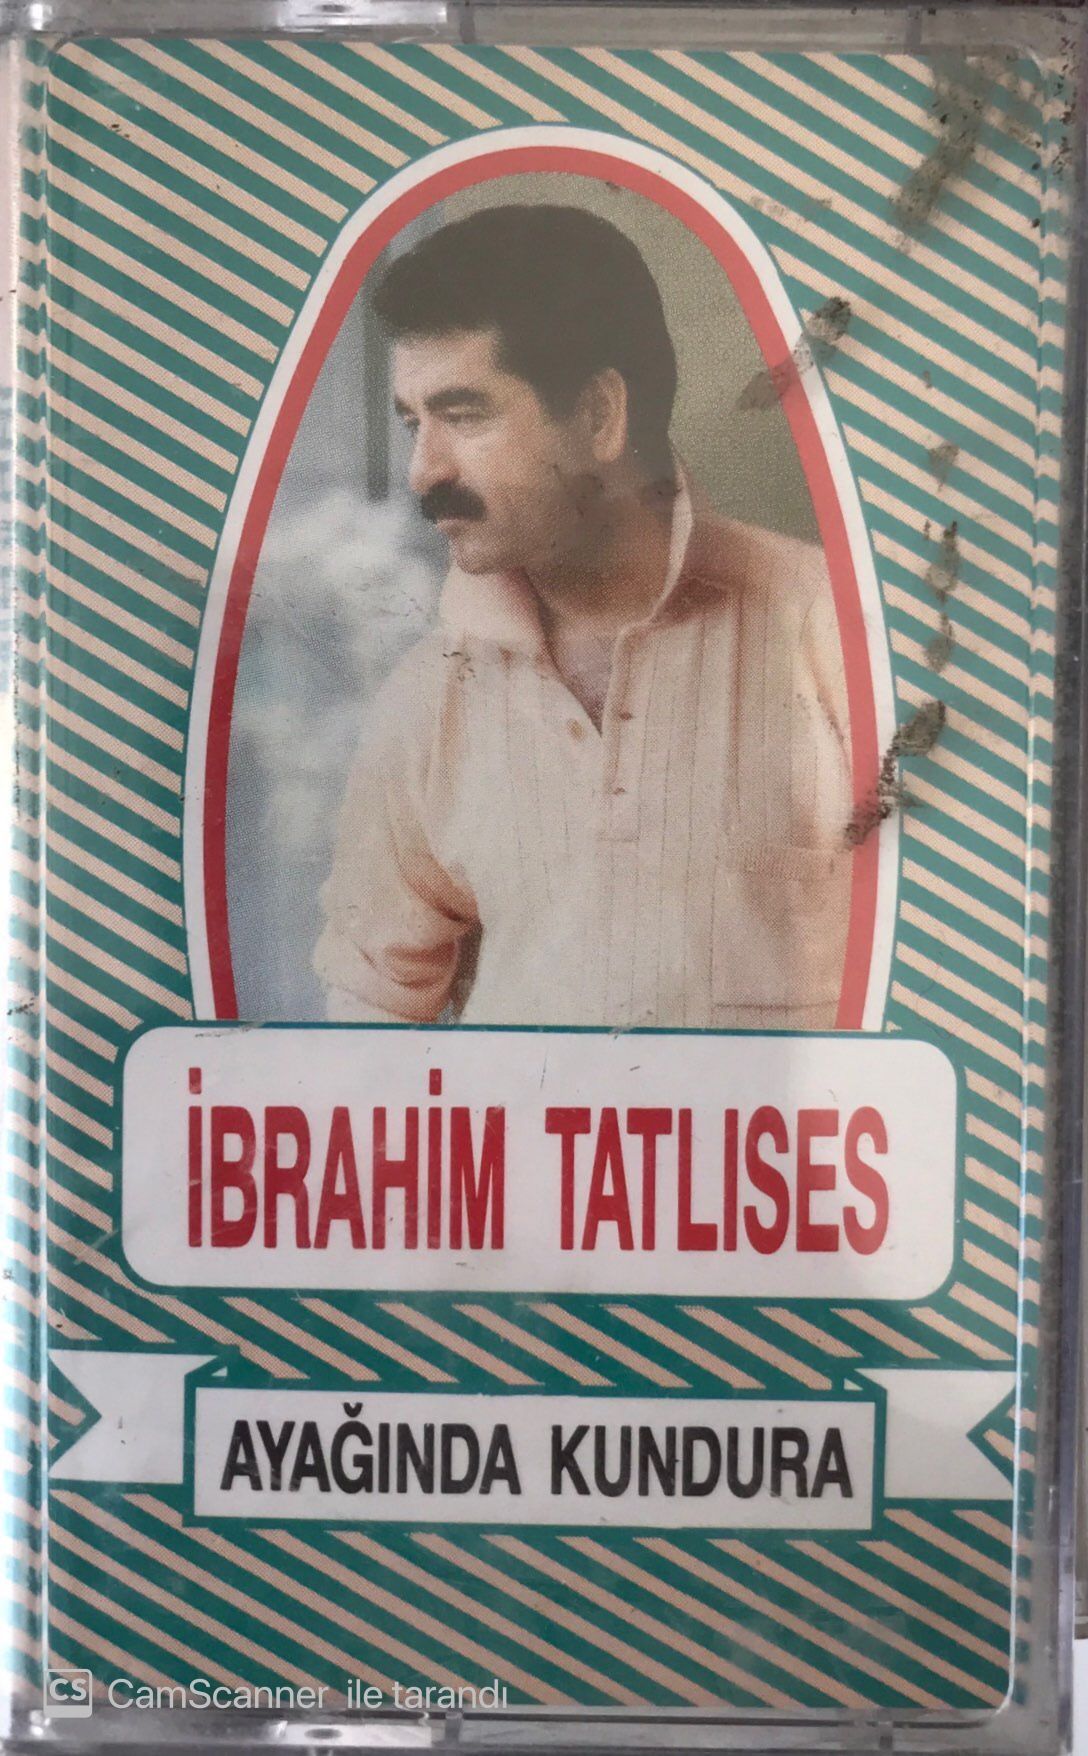 İBRAHİM TATLISES
AYAĞINDA KUNDURA
CS CamScanner ile tarandı